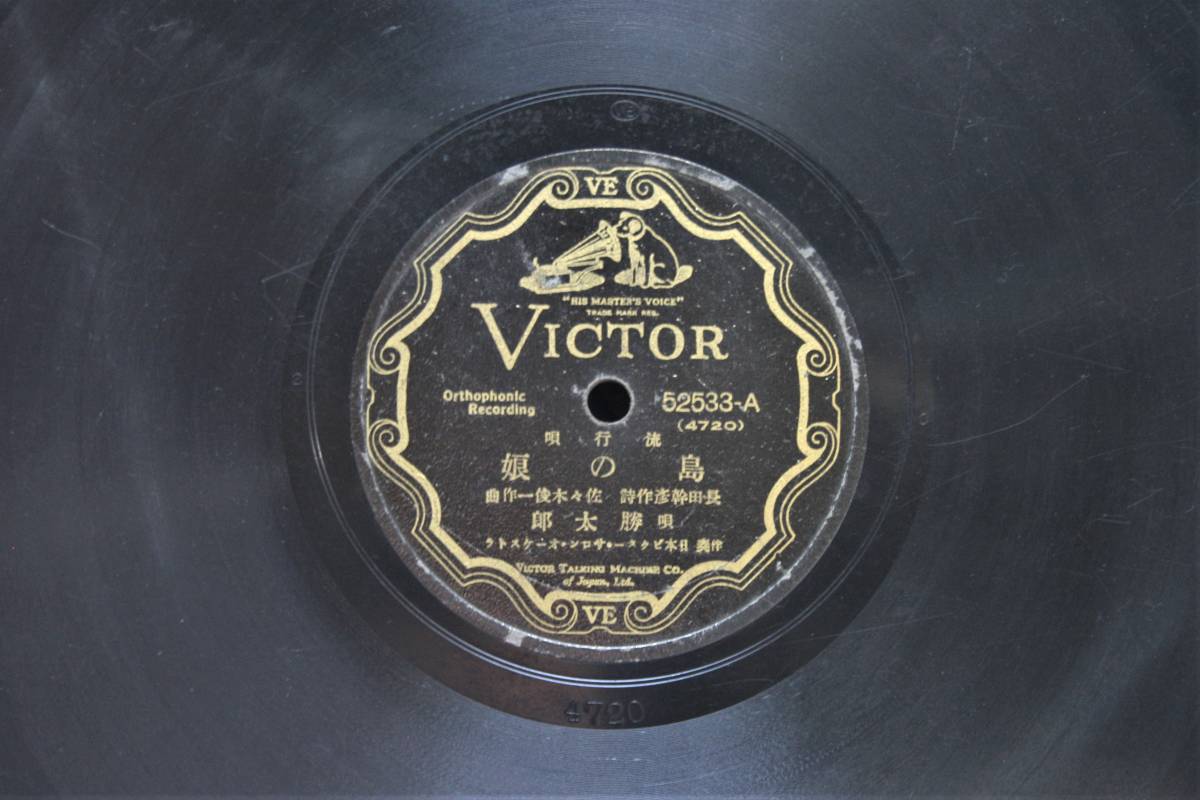 VE
"HIS MASTER'S VOICE"
TRADE MARK REG.
VICTOR
Orthophonic
Recording
52533-A
(4720)
流行唄
島の娘
長田幹彦作詩 佐々木俊一作曲
唄 勝太郎
伴奏 日本ビクター・サロン・オーケストラ
VICTOR TALKING MACHINE CO.
of Japan, Ltd.
VE
4720